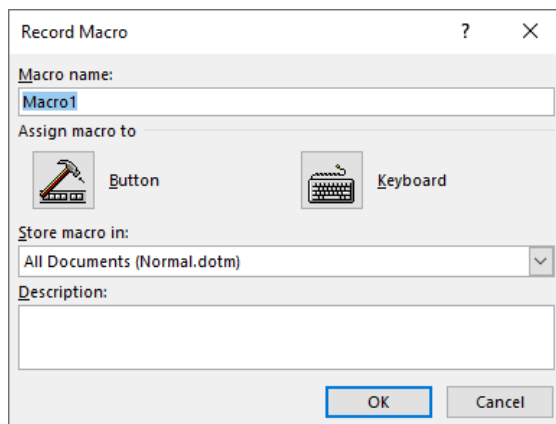 Record Macro ?
Macro name:
Macro1
Assign macro to
Button Keyboard
Store macro in:
All Documents (Normal.dotm)
Description:
OK Cancel